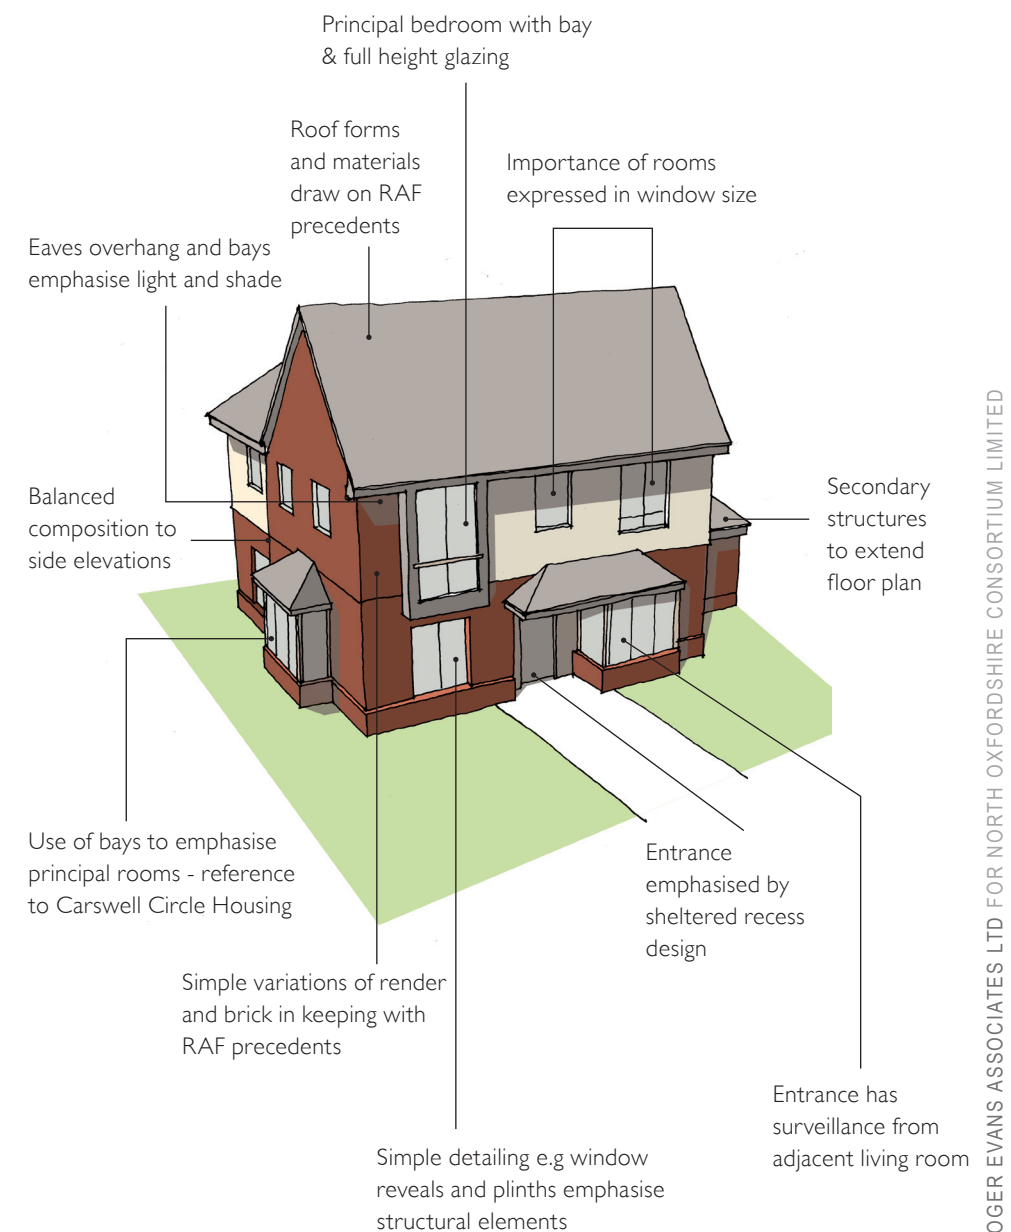 Principal bedroom with bay
& full height glazing
Roof forms
and materials
draw on RAF
precedents
Importance of rooms
expressed in window size
Eaves overhang and bays
emphasise light and shade
Balanced
composition to
side elevations
Secondary
structures
to extend
floor plan
Use of bays to emphasise
principal rooms - reference
to Carswell Circle Housing
Entrance
emphasised by
sheltered recess
design
Simple variations of render
and brick in keeping with
RAF precedents
Entrance has
surveillance from
adjacent living room
Simple detailing e.g window
reveals and plinths emphasise
structural elements
OGER EVANS ASSOCIATES LTD FOR NORTH OXFORDSHIRE CONSORTIUM LIMITED